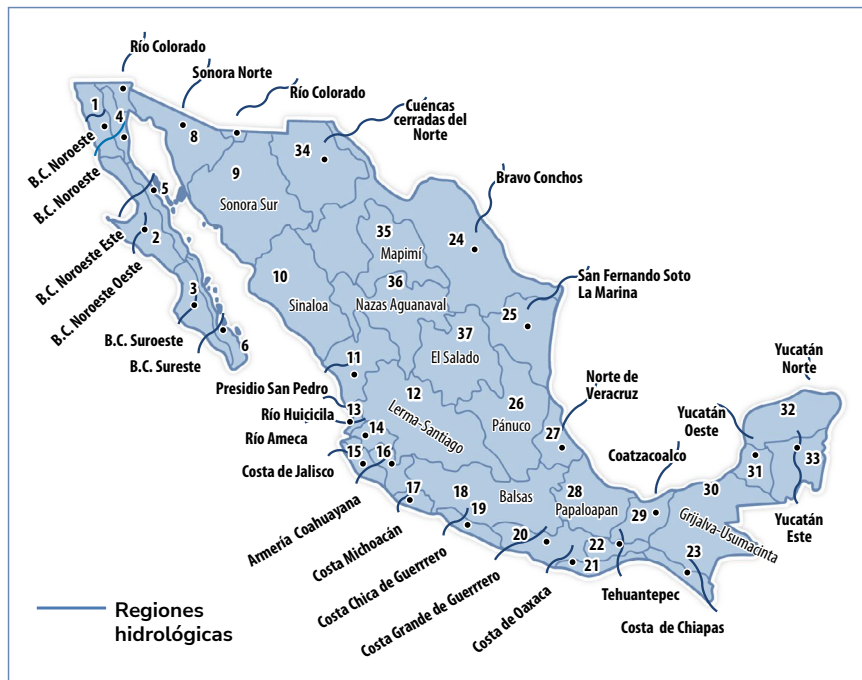 Río Colorado
Sonora Norte
Río Colorado
Cuéncas
cerradas del
Norte
1
4
8
34
B.C. Noroeste
B.C. Noroeste
9
Sonora Sur
Bravo Conchos
5
35
Mapimí
24
2
B.C. Noroeste Este
B.C. Noroeste Oeste
10
Sinaloa
36
Nazas Aguanaval
Sán Fernando Soto
La Marina
3
25
B.C. Suroeste
B.C. Sureste
6
37
El Salado
11
Presidio San Pedro
12
Lerma-Santiago
26
Pánuco
Norte de
Veracruz
Yucatán
Norte
13
Río Huicicila
14
Río Ameca
27
Yucatán
Oeste
32
15
Costa de Jalisco
16
Coatzacoalco
31
33
17
18
Balsas
28
Papaloapan
30
Armería Coahuayana
19
29
Grijalva-Usumacinta
Yucatán
Este
Costa Michoacán
20
22
21
23
Costa Chica de Guerrrero
Costa Grande de Guerrrero
Costa de Oaxaca
Tehuantepec
Costa de Chiapas
Regiones
hidrológicas